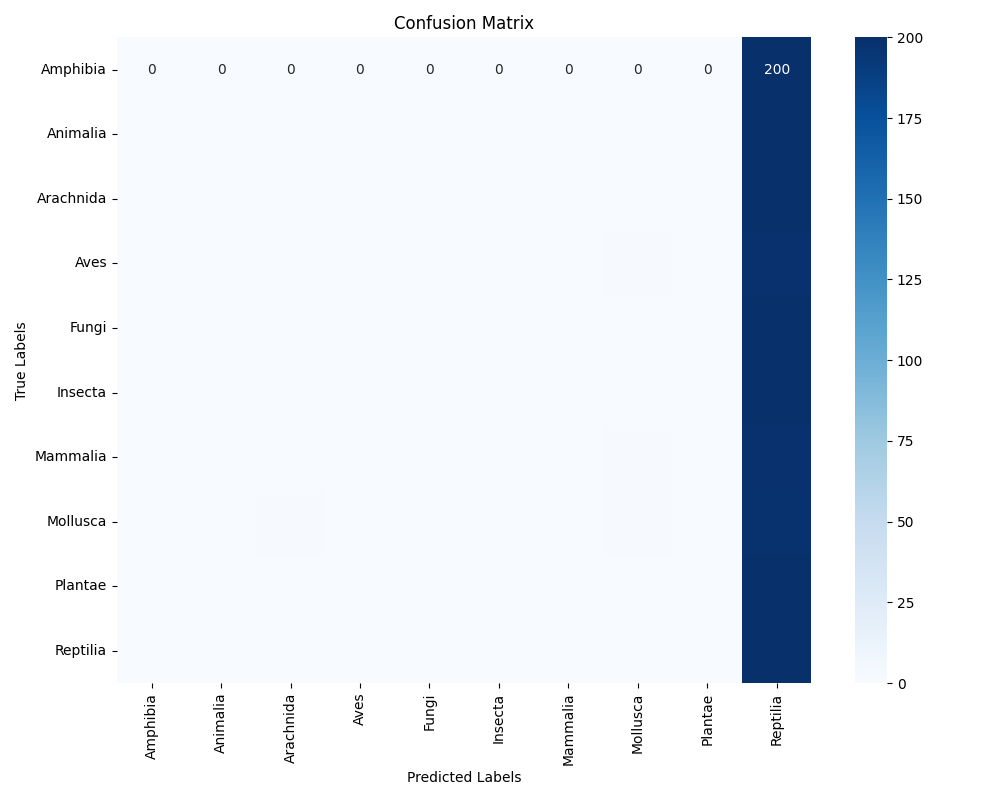 Confusion Matrix
True Labels
Amphibia 0 0 0 0 0 0 0 0 0 200
Animalia
Arachnida
Aves
Fungi
Insecta
Mammalia
Mollusca
Plantae
Reptilia
Amphibia Animalia Arachnida Aves Fungi Insecta Mammalia Mollusca Plantae Reptilia
Predicted Labels
200
175
150
125
100
75
50
25
0